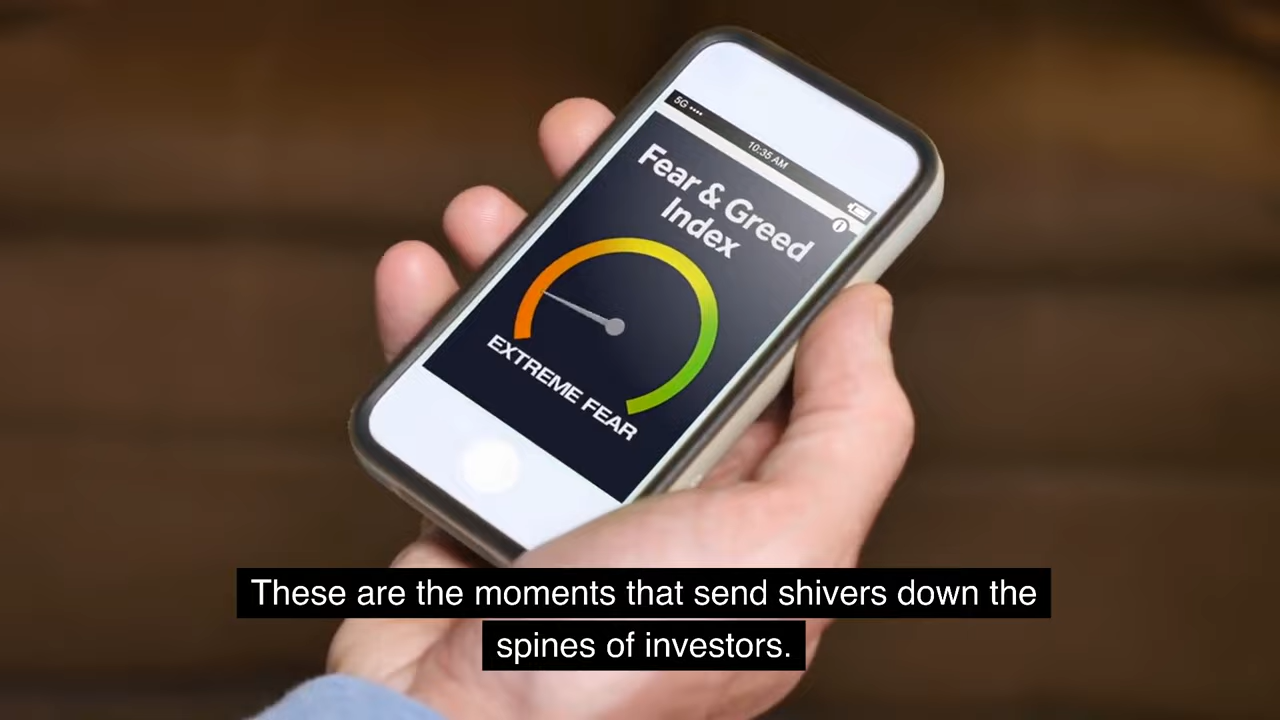 5G
10:35 AM
i
Fear & Greed
Index
EXTREME FEAR
These are the moments that send shivers down the
spines of investors.